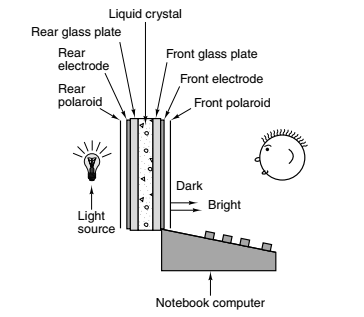 Liquid crystal
Rear glass plate
Rear
electrode
Front glass plate
Front electrode
Rear
polaroid
Front polaroid
Dark
Bright
Light
source
Notebook computer